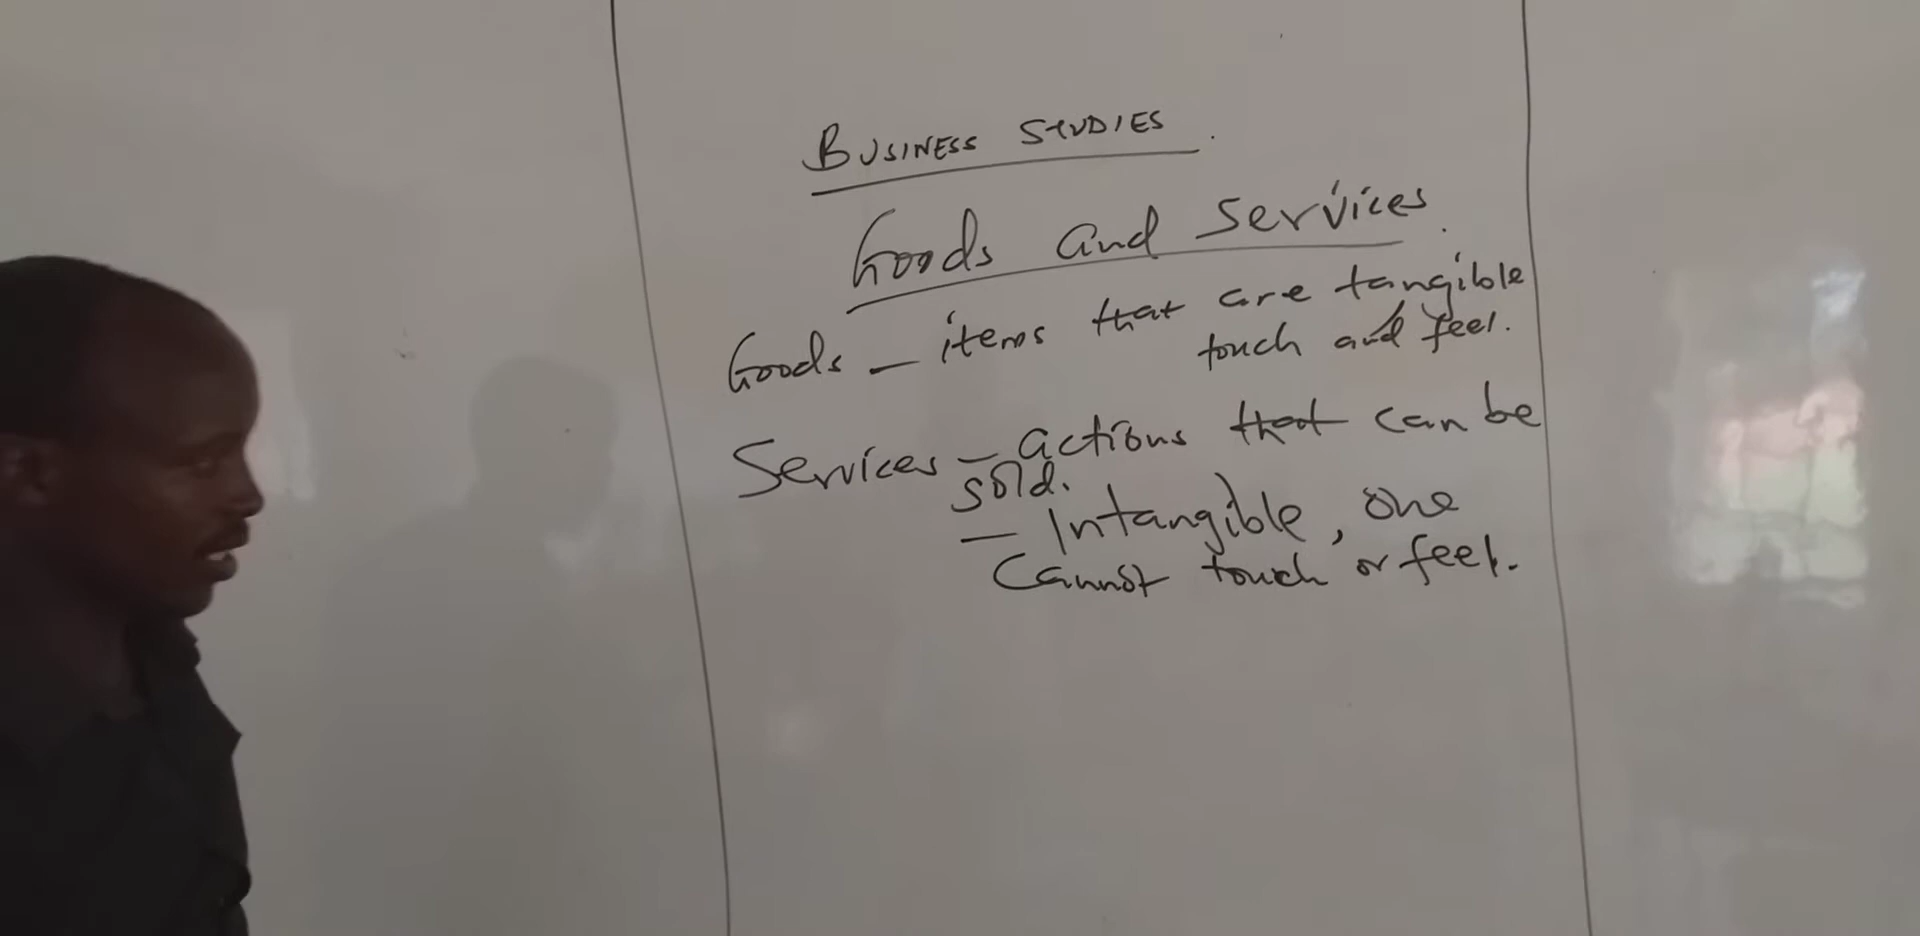 BUSINESS STUDIES.
Goods and Services.
Goods – items that are tangible
touch and feel.
Services – actions that can be
sold.
– Intangible, one
Cannot touch or feel.